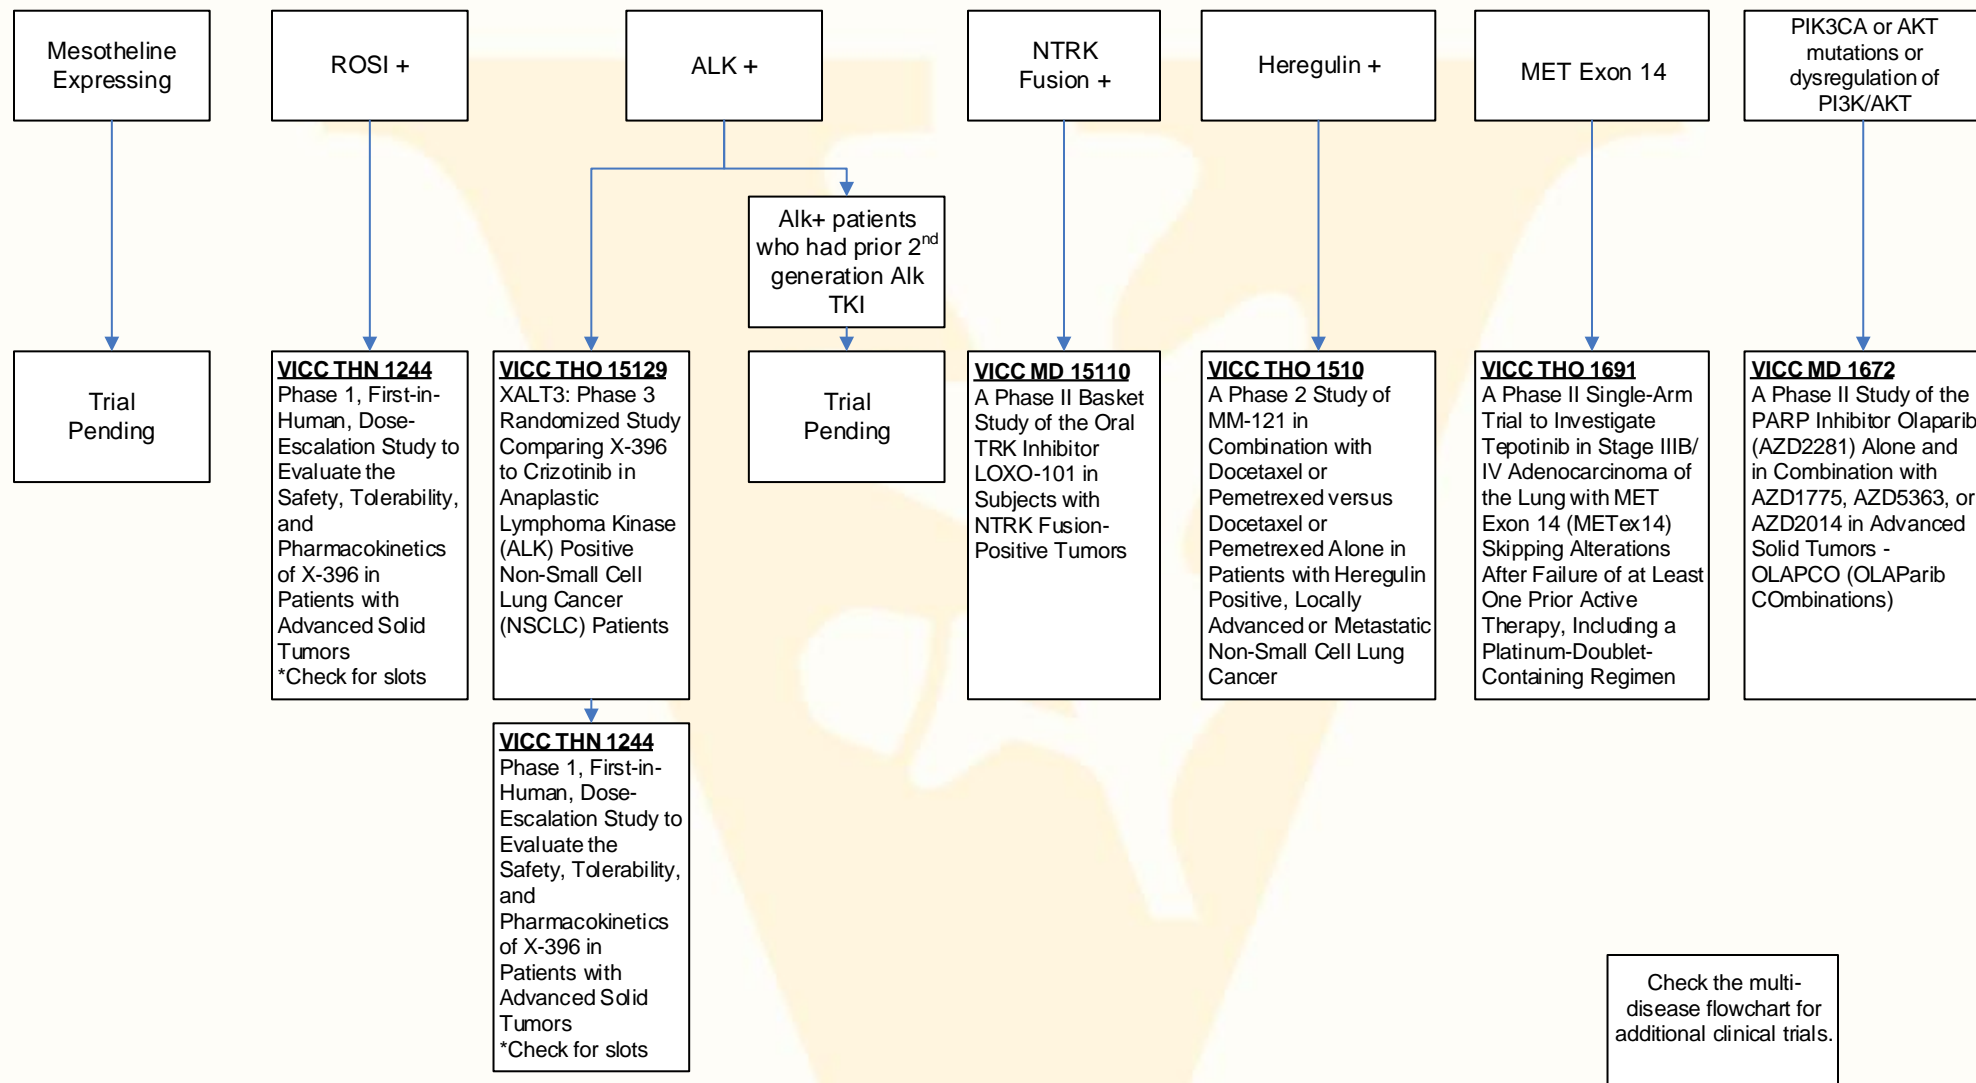 Mesotheline
Expressing
ROSI +
ALK +
NTRK
Fusion +
Heregulin +
MET Exon 14
PIK3CA or AKT
mutations or
dysregulation of
PI3K/AKT
Alk+ patients
who had prior 2nd
generation Alk
TKI
Trial
Pending
VICC THN 1244
Phase 1, First-in-
Human, Dose-
Escalation Study to
Evaluate the
Safety, Tolerability,
and
Pharmacokinetics
of X-396 in
Patients with
Advanced Solid
Tumors
*Check for slots
VICC THO 15129
XALT3: Phase 3
Randomized Study
Comparing X-396
to Crizotinib in
Anaplastic
Lymphoma Kinase
(ALK) Positive
Non-Small Cell
Lung Cancer
(NSCLC) Patients
Trial
Pending
VICC MD 15110
A Phase II Basket
Study of the Oral
TRK Inhibitor
LOXO-101 in
Subjects with
NTRK Fusion-
Positive Tumors
VICC THO 1510
A Phase 2 Study of
MM-121 in
Combination with
Docetaxel or
Pemetrexed versus
Docetaxel or
Pemetrexed Alone in
Patients with Heregulin
Positive, Locally
Advanced or Metastatic
Non-Small Cell Lung
Cancer
VICC THO 1691
A Phase II Single-Arm
Trial to Investigate
Tepotinib in Stage IIIB/
IV Adenocarcinoma of
the Lung with MET
Exon 14 (METex14)
Skipping Alterations
After Failure of at Least
One Prior Active
Therapy, Including a
Platinum-Doublet-
Containing Regimen
VICC MD 1672
A Phase II Study of the
PARP Inhibitor Olaparib
(AZD2281) Alone and
in Combination with
AZD1775, AZD5363, or
AZD2014 in Advanced
Solid Tumors -
OLAPCO (OLAParib
COmbinations)
VICC THN 1244
Phase 1, First-in-
Human, Dose-
Escalation Study to
Evaluate the
Safety, Tolerability,
and
Pharmacokinetics
of X-396 in
Patients with
Advanced Solid
Tumors
*Check for slots
Check the multi-
disease flowchart for
additional clinical trials.